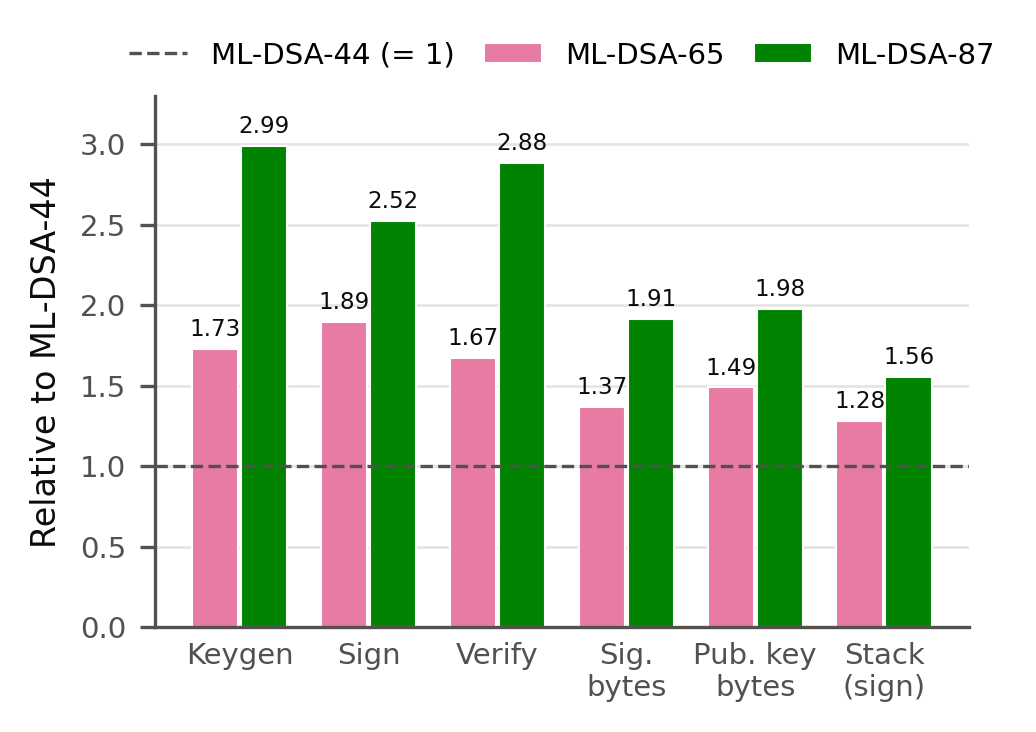 ML-DSA-44 (= 1) ML-DSA-65 ML-DSA-87
Relative to ML-DSA-44
3.0
2.5
2.0
1.5
1.0
0.5
0.0
1.73 2.99
1.89 2.52
1.67 2.88
1.37 1.91
1.49 1.98
1.28 1.56
Keygen
Sign
Verify
Sig.
bytes
Pub. key
bytes
Stack
(sign)